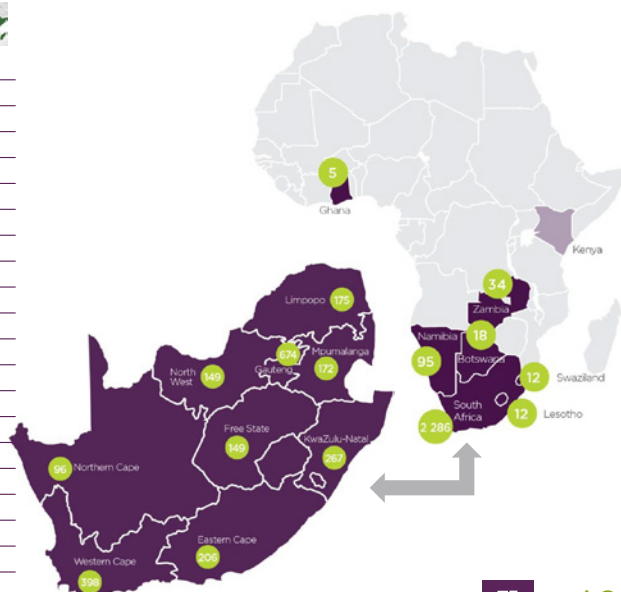 5
Ghana
Kenya
34
Zambia
Namibia
18
95
Botswana
12
Swaziland
South
Africa
12
Lesotho
2 286
Limpopo
175
674
Mpumalanga
North
West
149
Gauteng
172
Free State
149
KwaZulu-Natal
267
96
Northern Cape
Eastern Cape
206
Western Cape
398